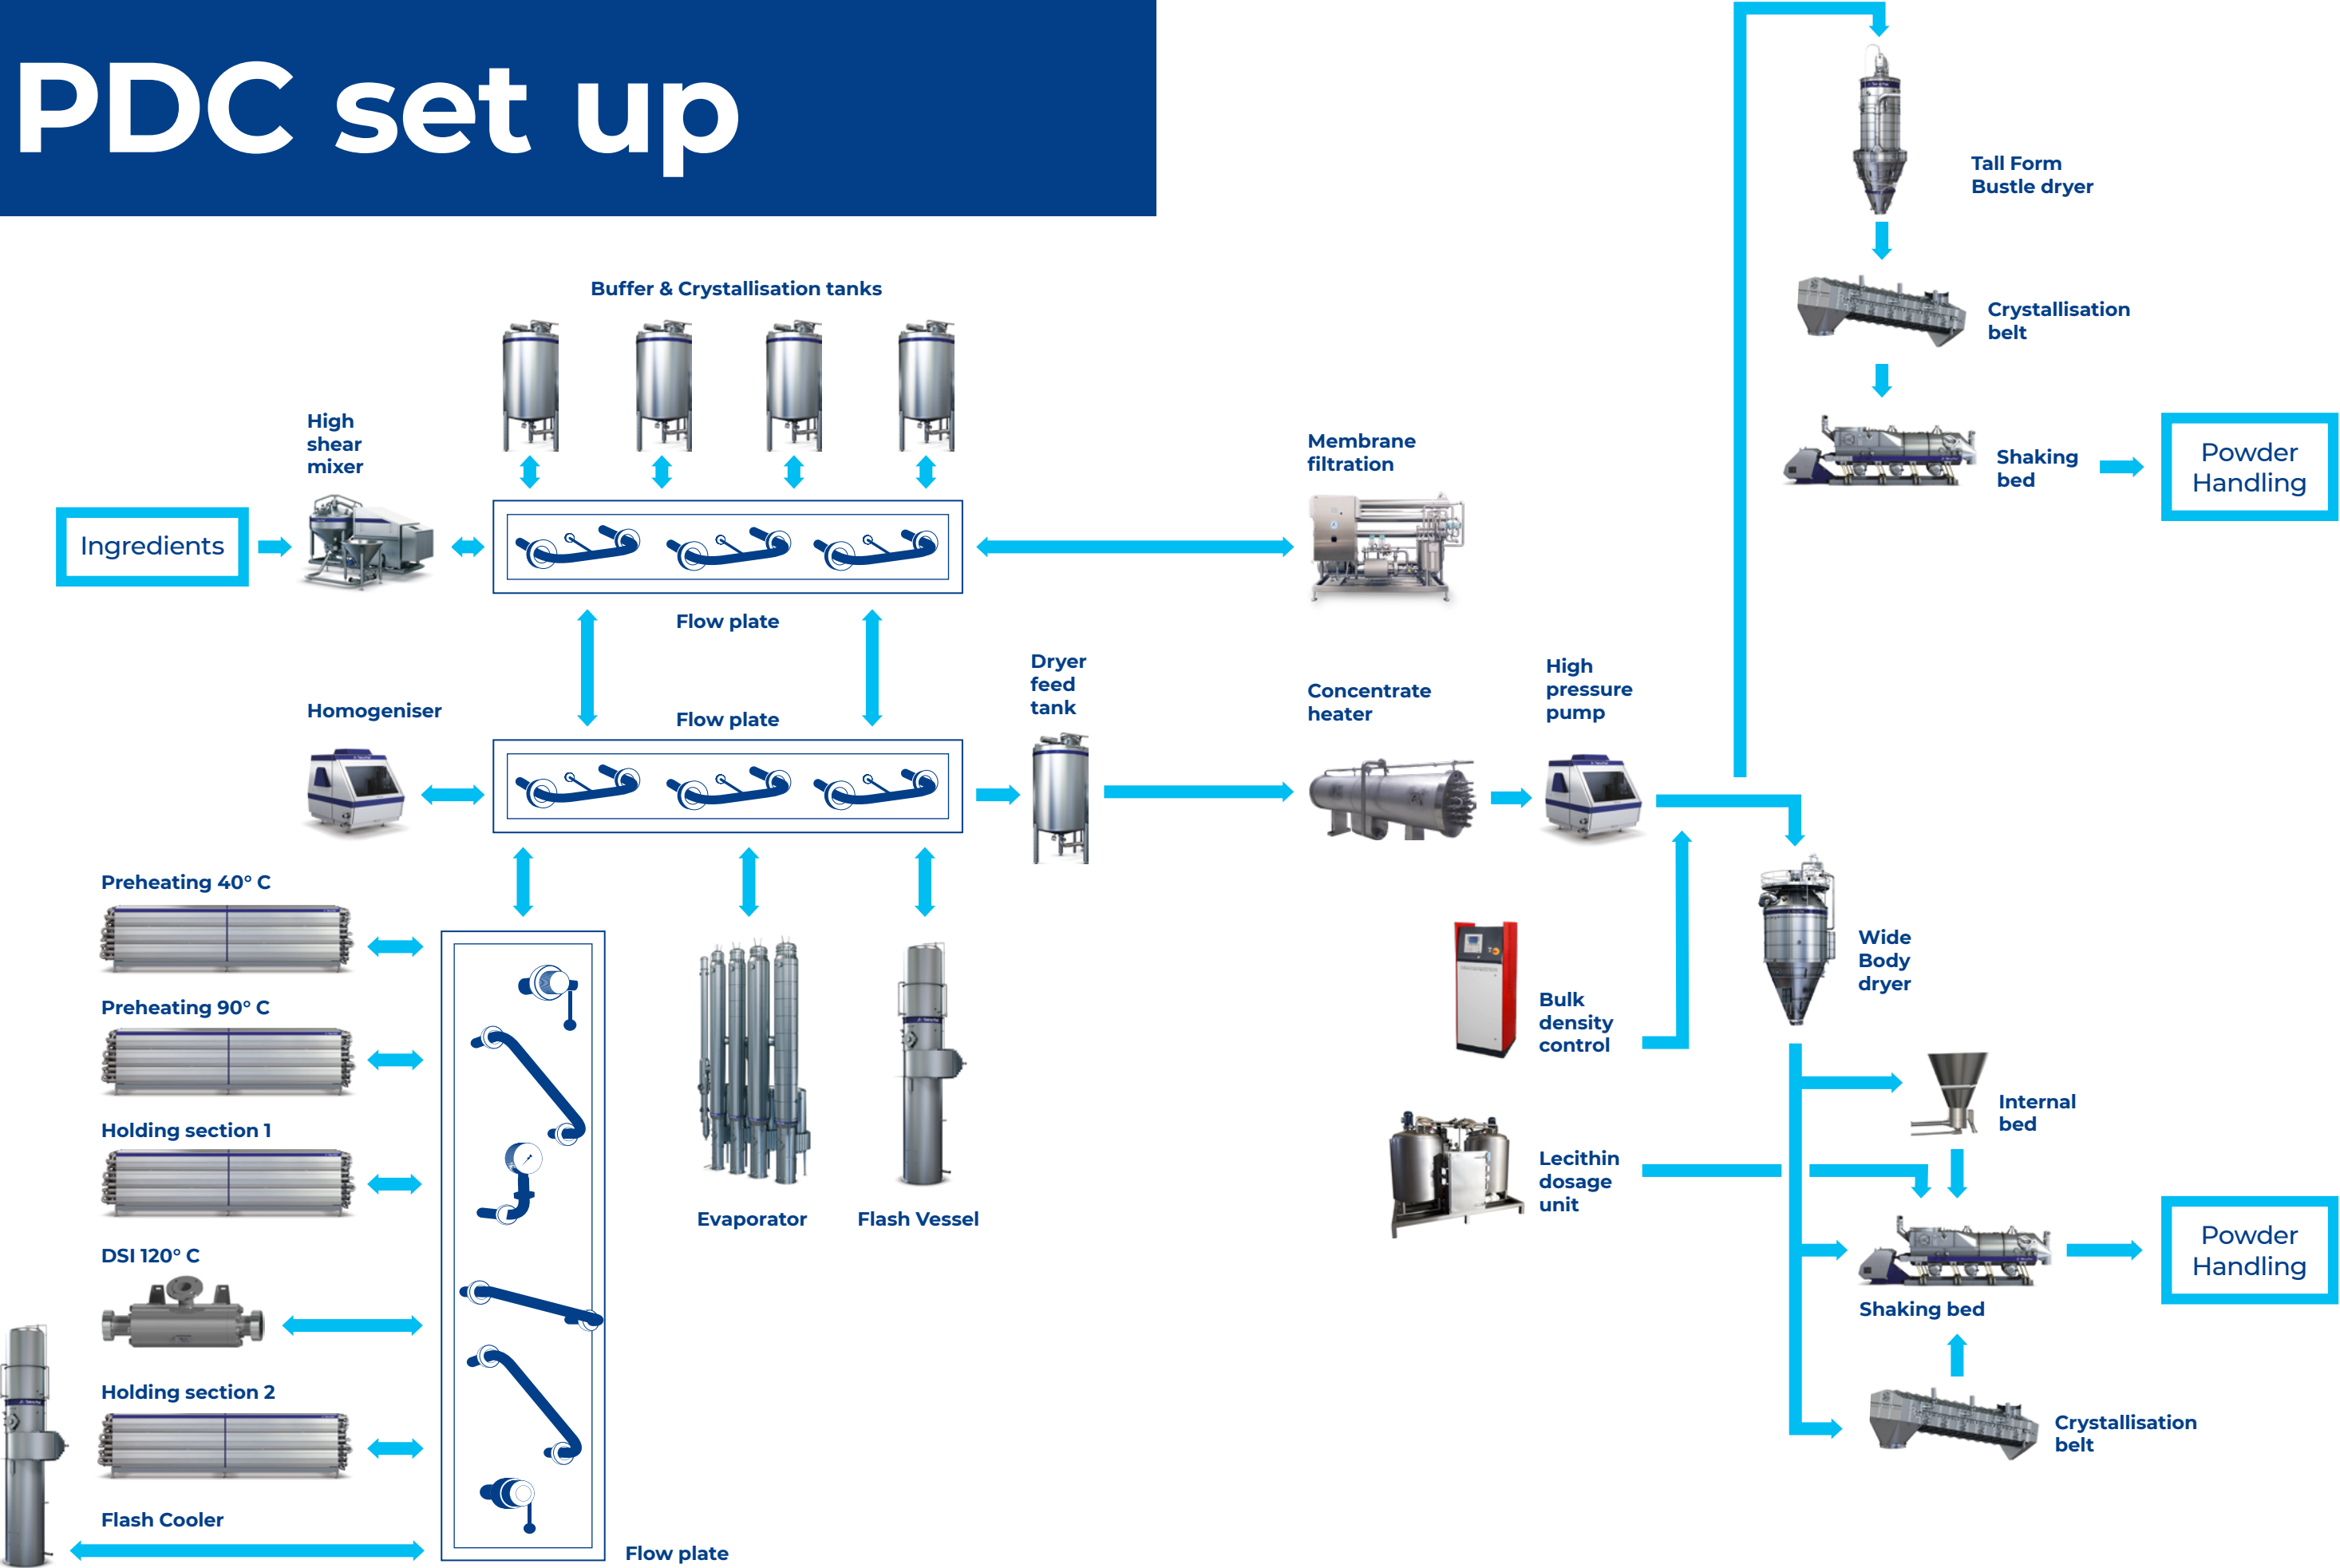 PDC set up
Tall Form
Bustle dryer
Buffer & Crystallisation tanks
Crystallisation
belt
High
shear
mixer
Membrane
filtration
Shaking
bed
Powder
Handling
Ingredients
Flow plate
Dryer
feed
tank
High
pressure
pump
Concentrate
heater
Homogeniser
Flow plate
Preheating 40° C
Wide
Body
dryer
Preheating 90° C
Bulk
density
control
Internal
bed
Holding section 1
Lecithin
dosage
unit
Evaporator
Flash Vessel
Powder
Handling
DSI 120° C
Shaking bed
Holding section 2
Crystallisation
belt
Flash Cooler
Flow plate